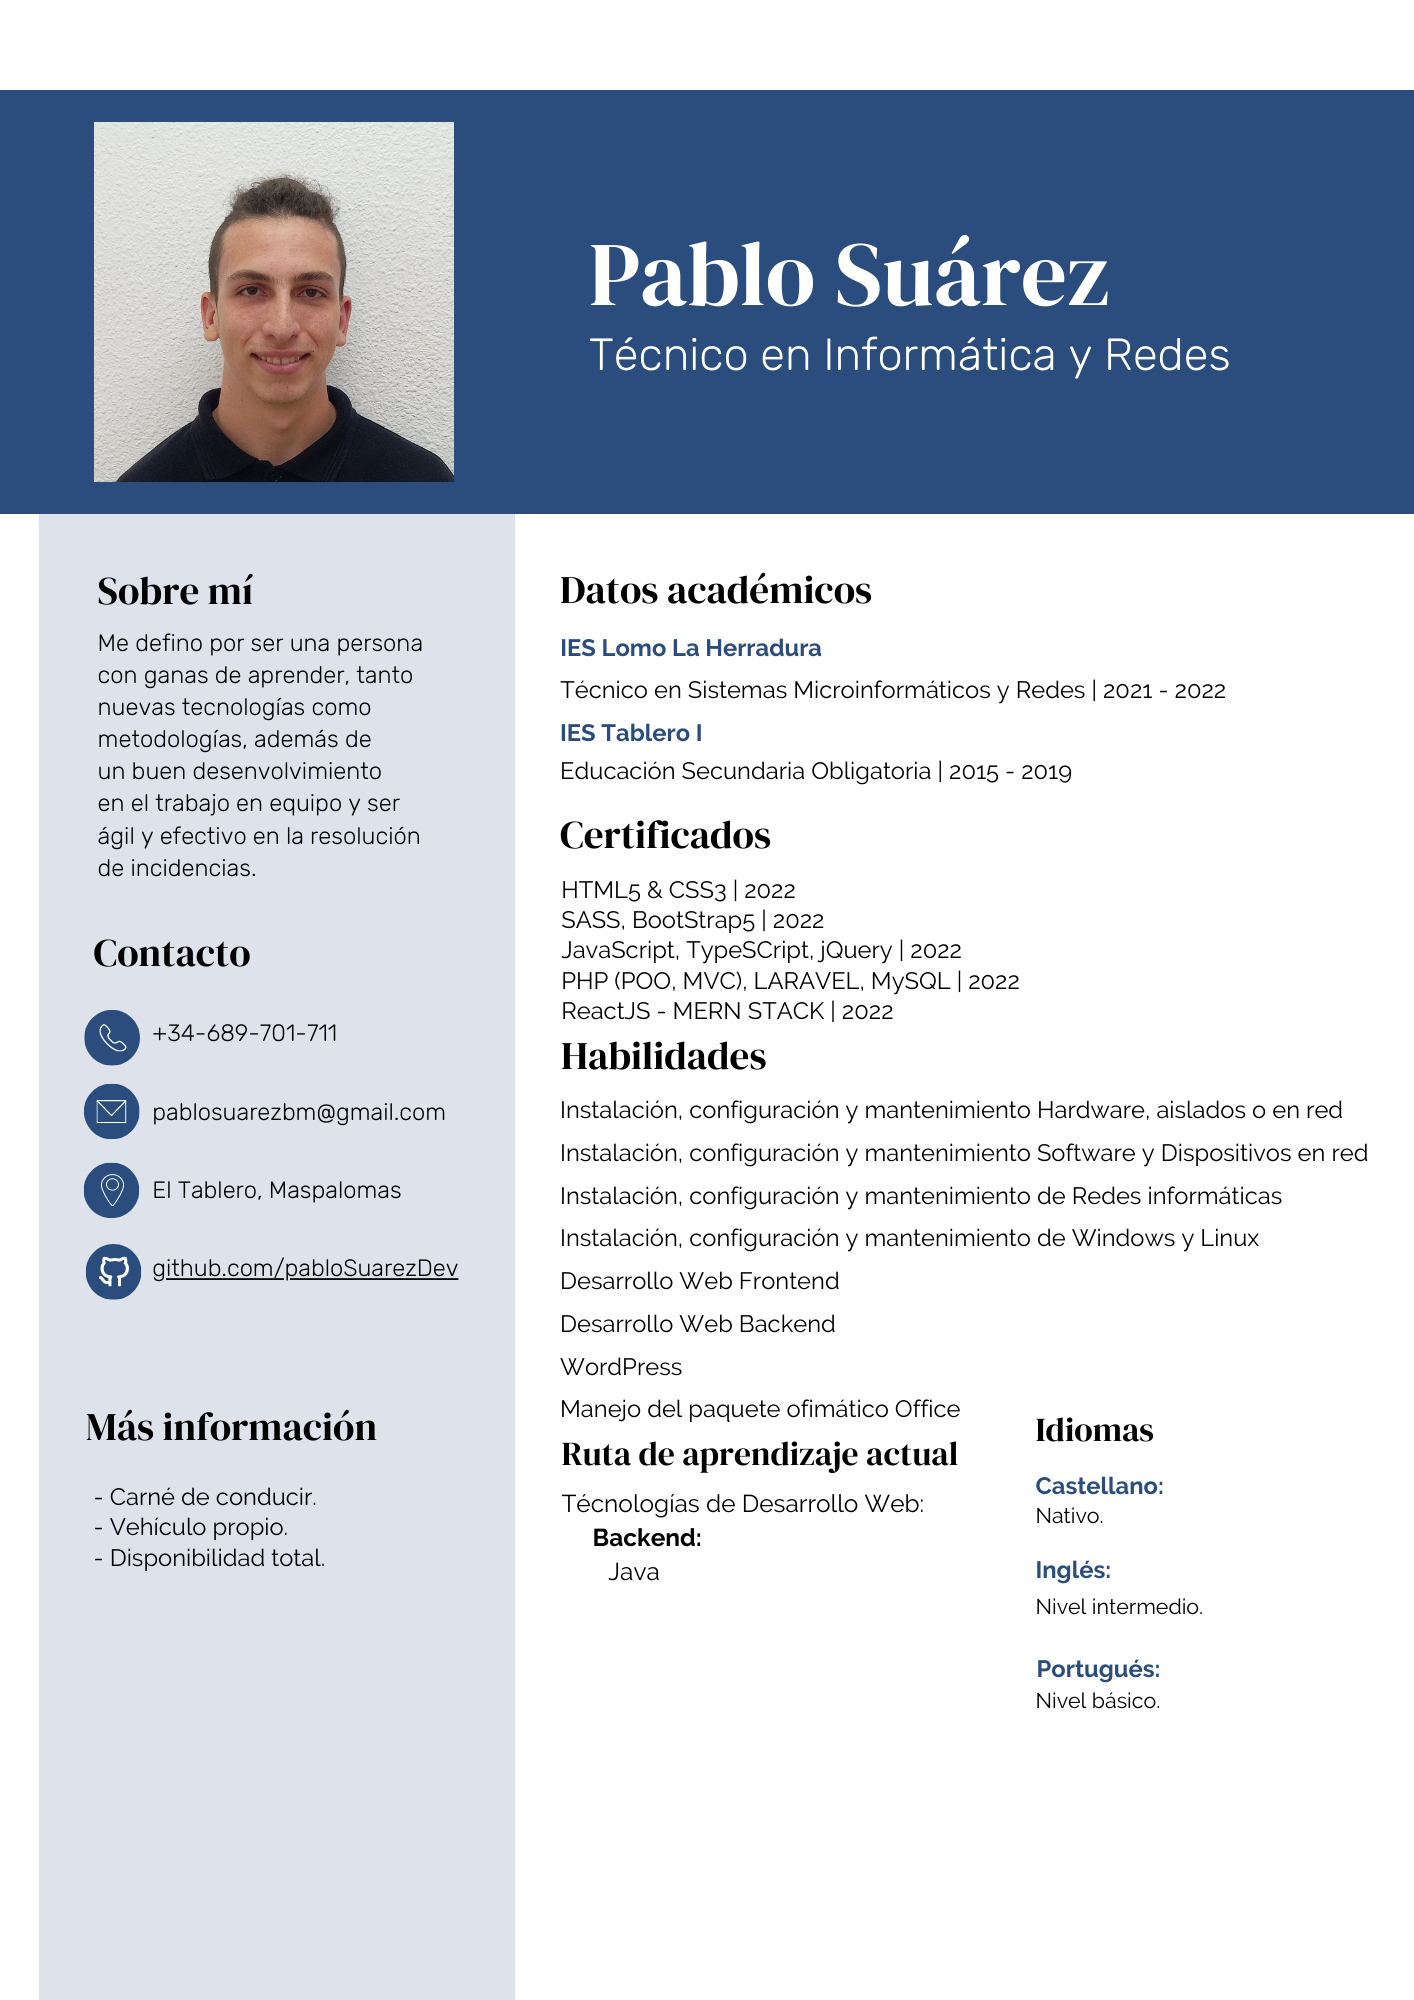 Pablo Suárez
Técnico en Informática y Redes
Sobre mí
Me defino por ser una persona
con ganas de aprender, tanto
nuevas tecnologías como
metodologías, además de
un buen desenvolvimiento
en el trabajo en equipo y ser
ágil y efectivo en la resolución
de incidencias.
Contacto
+34-689-701-711
pablosuarezbm@gmail.com
El Tablero, Maspalomas
github.com/pabloSuarezDev
Más información
- Carné de conducir.
- Vehículo propio.
- Disponibilidad total.
Datos académicos
IES Lomo La Herradura
Técnico en Sistemas Microinformáticos y Redes | 2021 - 2022
IES Tablero I
Educación Secundaria Obligatoria | 2015 - 2019
Certificados
HTML5 & CSS3 | 2022
SASS, BootStrap5 | 2022
JavaScript, TypeSCript, jQuery | 2022
PHP (POO, MVC), LARAVEL, MySQL | 2022
ReactJS - MERN STACK | 2022
Habilidades
Instalación, configuración y mantenimiento Hardware, aislados o en red
Instalación, configuración y mantenimiento Software y Dispositivos en red
Instalación, configuración y mantenimiento de Redes informáticas
Instalación, configuración y mantenimiento de Windows y Linux
Desarrollo Web Frontend
Desarrollo Web Backend
WordPress
Manejo del paquete ofimático Office
Ruta de aprendizaje actual
Técnologías de Desarrollo Web:
Backend:
Java
Idiomas
Castellano:
Nativo.
Inglés:
Nivel intermedio.
Portugués:
Nivel básico.